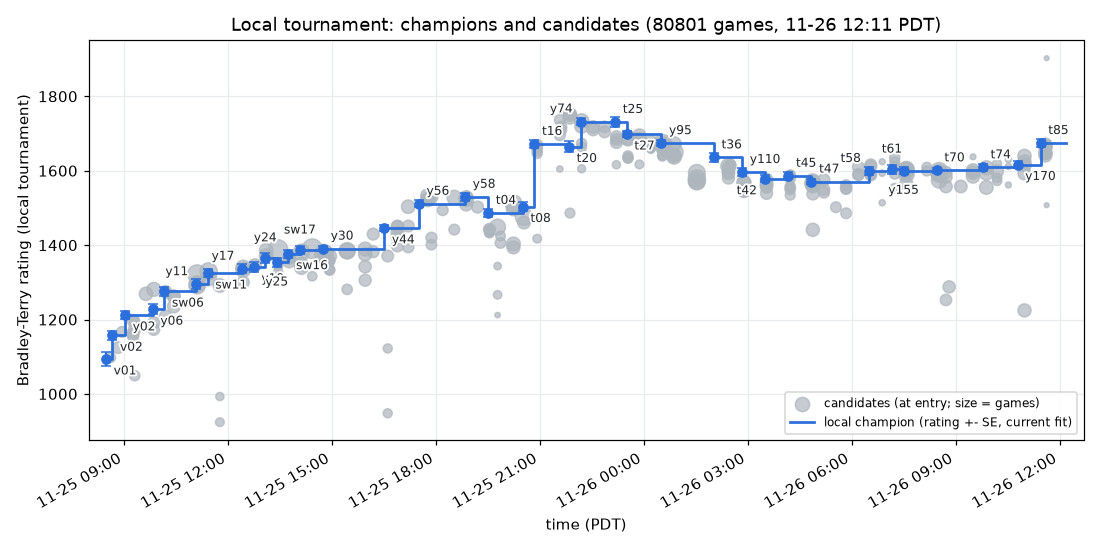 Local tournament: champions and candidates (80801 games, 11-26 12:11 PDT)
Bradley-Terry rating (local tournament)
1800
1600
1400
1200
1000
v01
v02
y02
y06
y11
sw06
y17
sw11
y24
y25
sw17
sw16
y30
y44
y56
y58
t04
t08
t16
t20
y74
t25
t27
y95
t36
t42
y110
t45
t47
t58
t61
y155
t70
t74
y170
t85
candidates (at entry; size = games)
local champion (rating +- SE, current fit)
11-25 09:00
11-25 12:00
11-25 15:00
11-25 18:00
11-25 21:00
11-26 00:00
11-26 03:00
11-26 06:00
11-26 09:00
11-26 12:00
time (PDT)